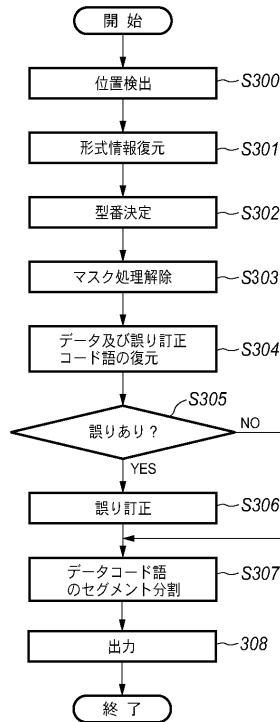 開 始
位置検出
S300
形式情報復元
S301
型番決定
S302
マスク処理解除
S303
データ及び誤り訂正
コード語の復元
S304
S305
誤りあり？
NO
YES
誤り訂正
S306
データコード語
のセグメント分割
S307
出力
308
終 了